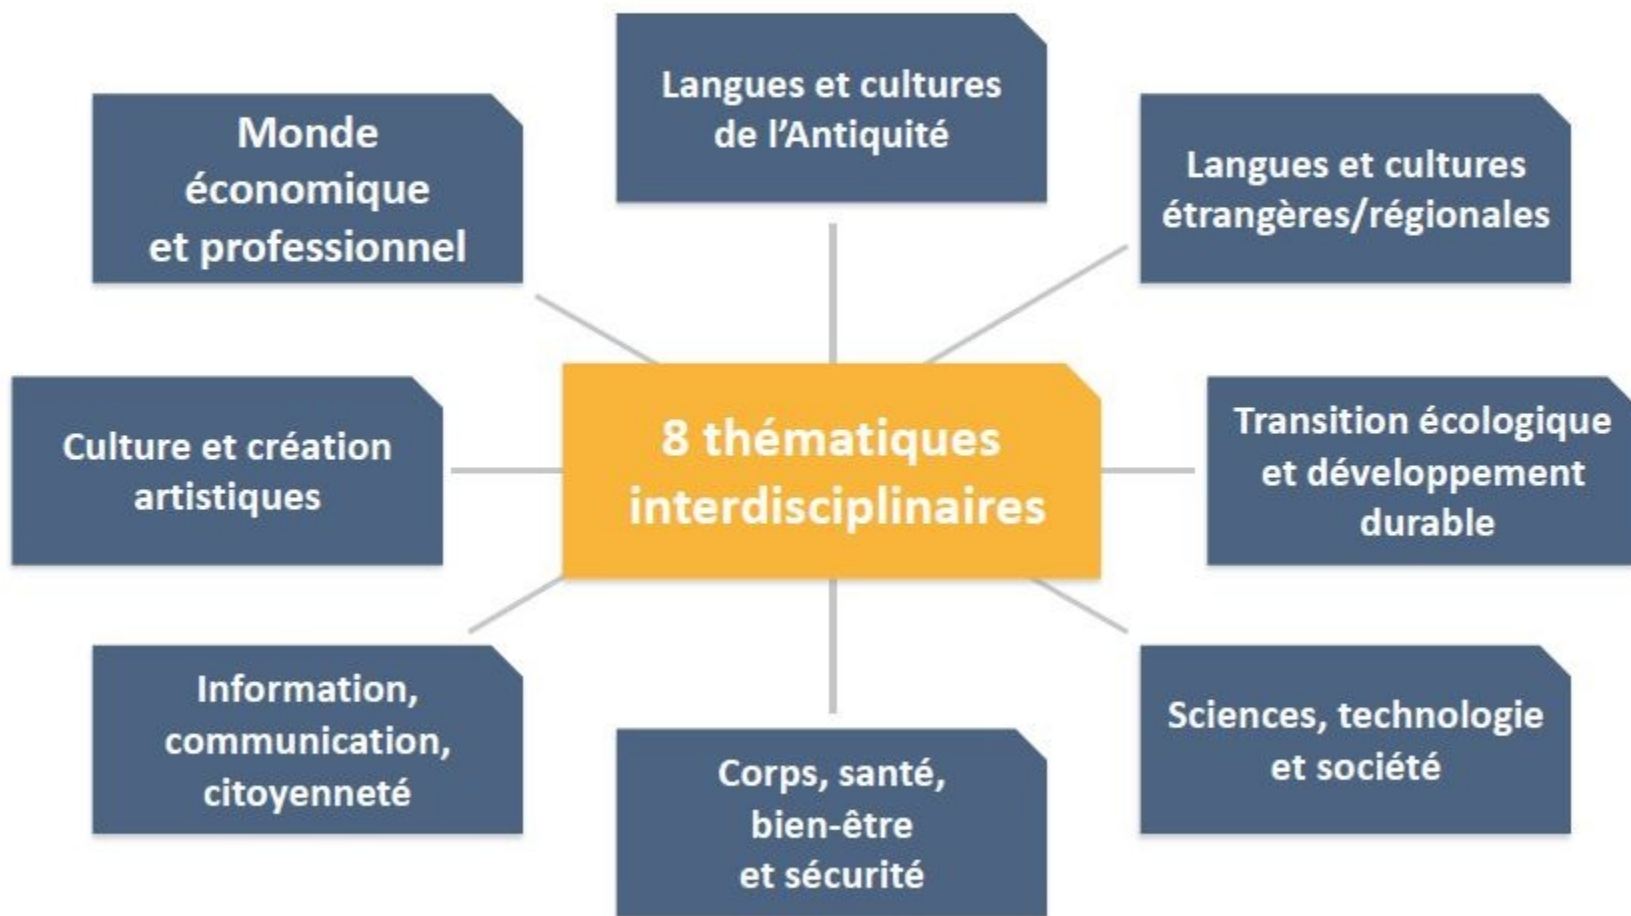 Langues et cultures
de l'Antiquité
Monde
économique
et professionnel
Langues et cultures
étrangères/régionales
8 thématiques
interdisciplinaires
Culture et création
artistiques
Transition écologique
et développement
durable
Information,
communication,
citoyenneté
Sciences, technologie
et société
Corps, santé,
bien-être
et sécurité